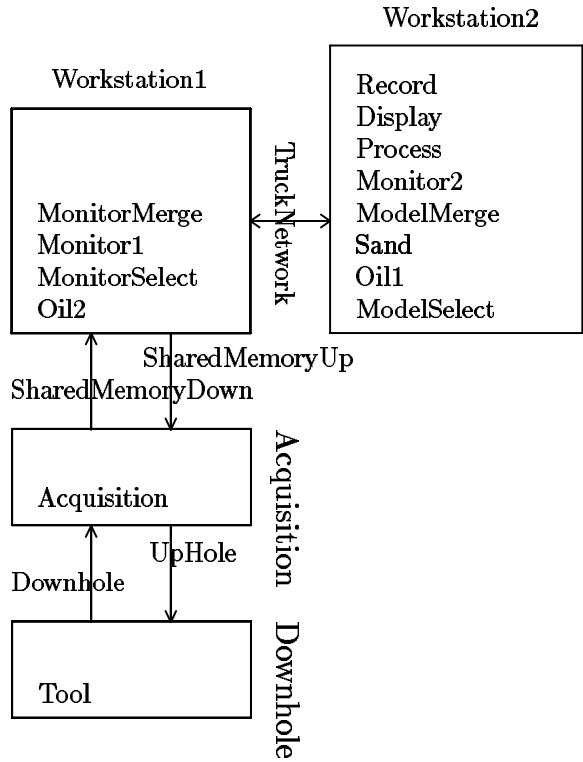 Workstation2
Workstation1
Record
Display
Process
Monitor2
ModelMerge
Sand
Oil1
ModelSelect
TruckNetwork
MonitorMerge
Monitor1
MonitorSelect
Oil2
SharedMemoryUp
SharedMemoryDown
Acquisition
Acquisition
UpHole
Downhole
Tool
Downhole